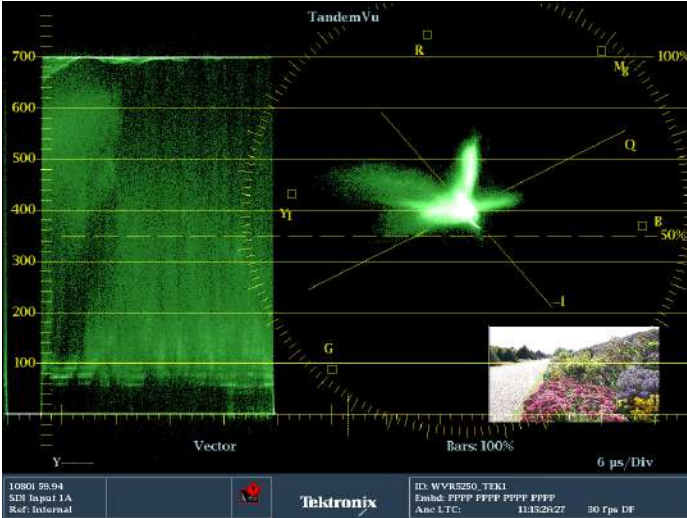 TandemVu
700
600
500
400
300
200
100
R
Mg
100%
Q
Yl
B
50%
-I
G
Vector
Bars: 100%
Y
6 µs/Div
1080i 59.94
SDI Input 1A
Ref: Internal
Tektronix
ID: WVR5250_TEK1
Embd: PPPP PPPP PPPP PPPP
Anc LTC: 11:15:26:27 30 fps DF